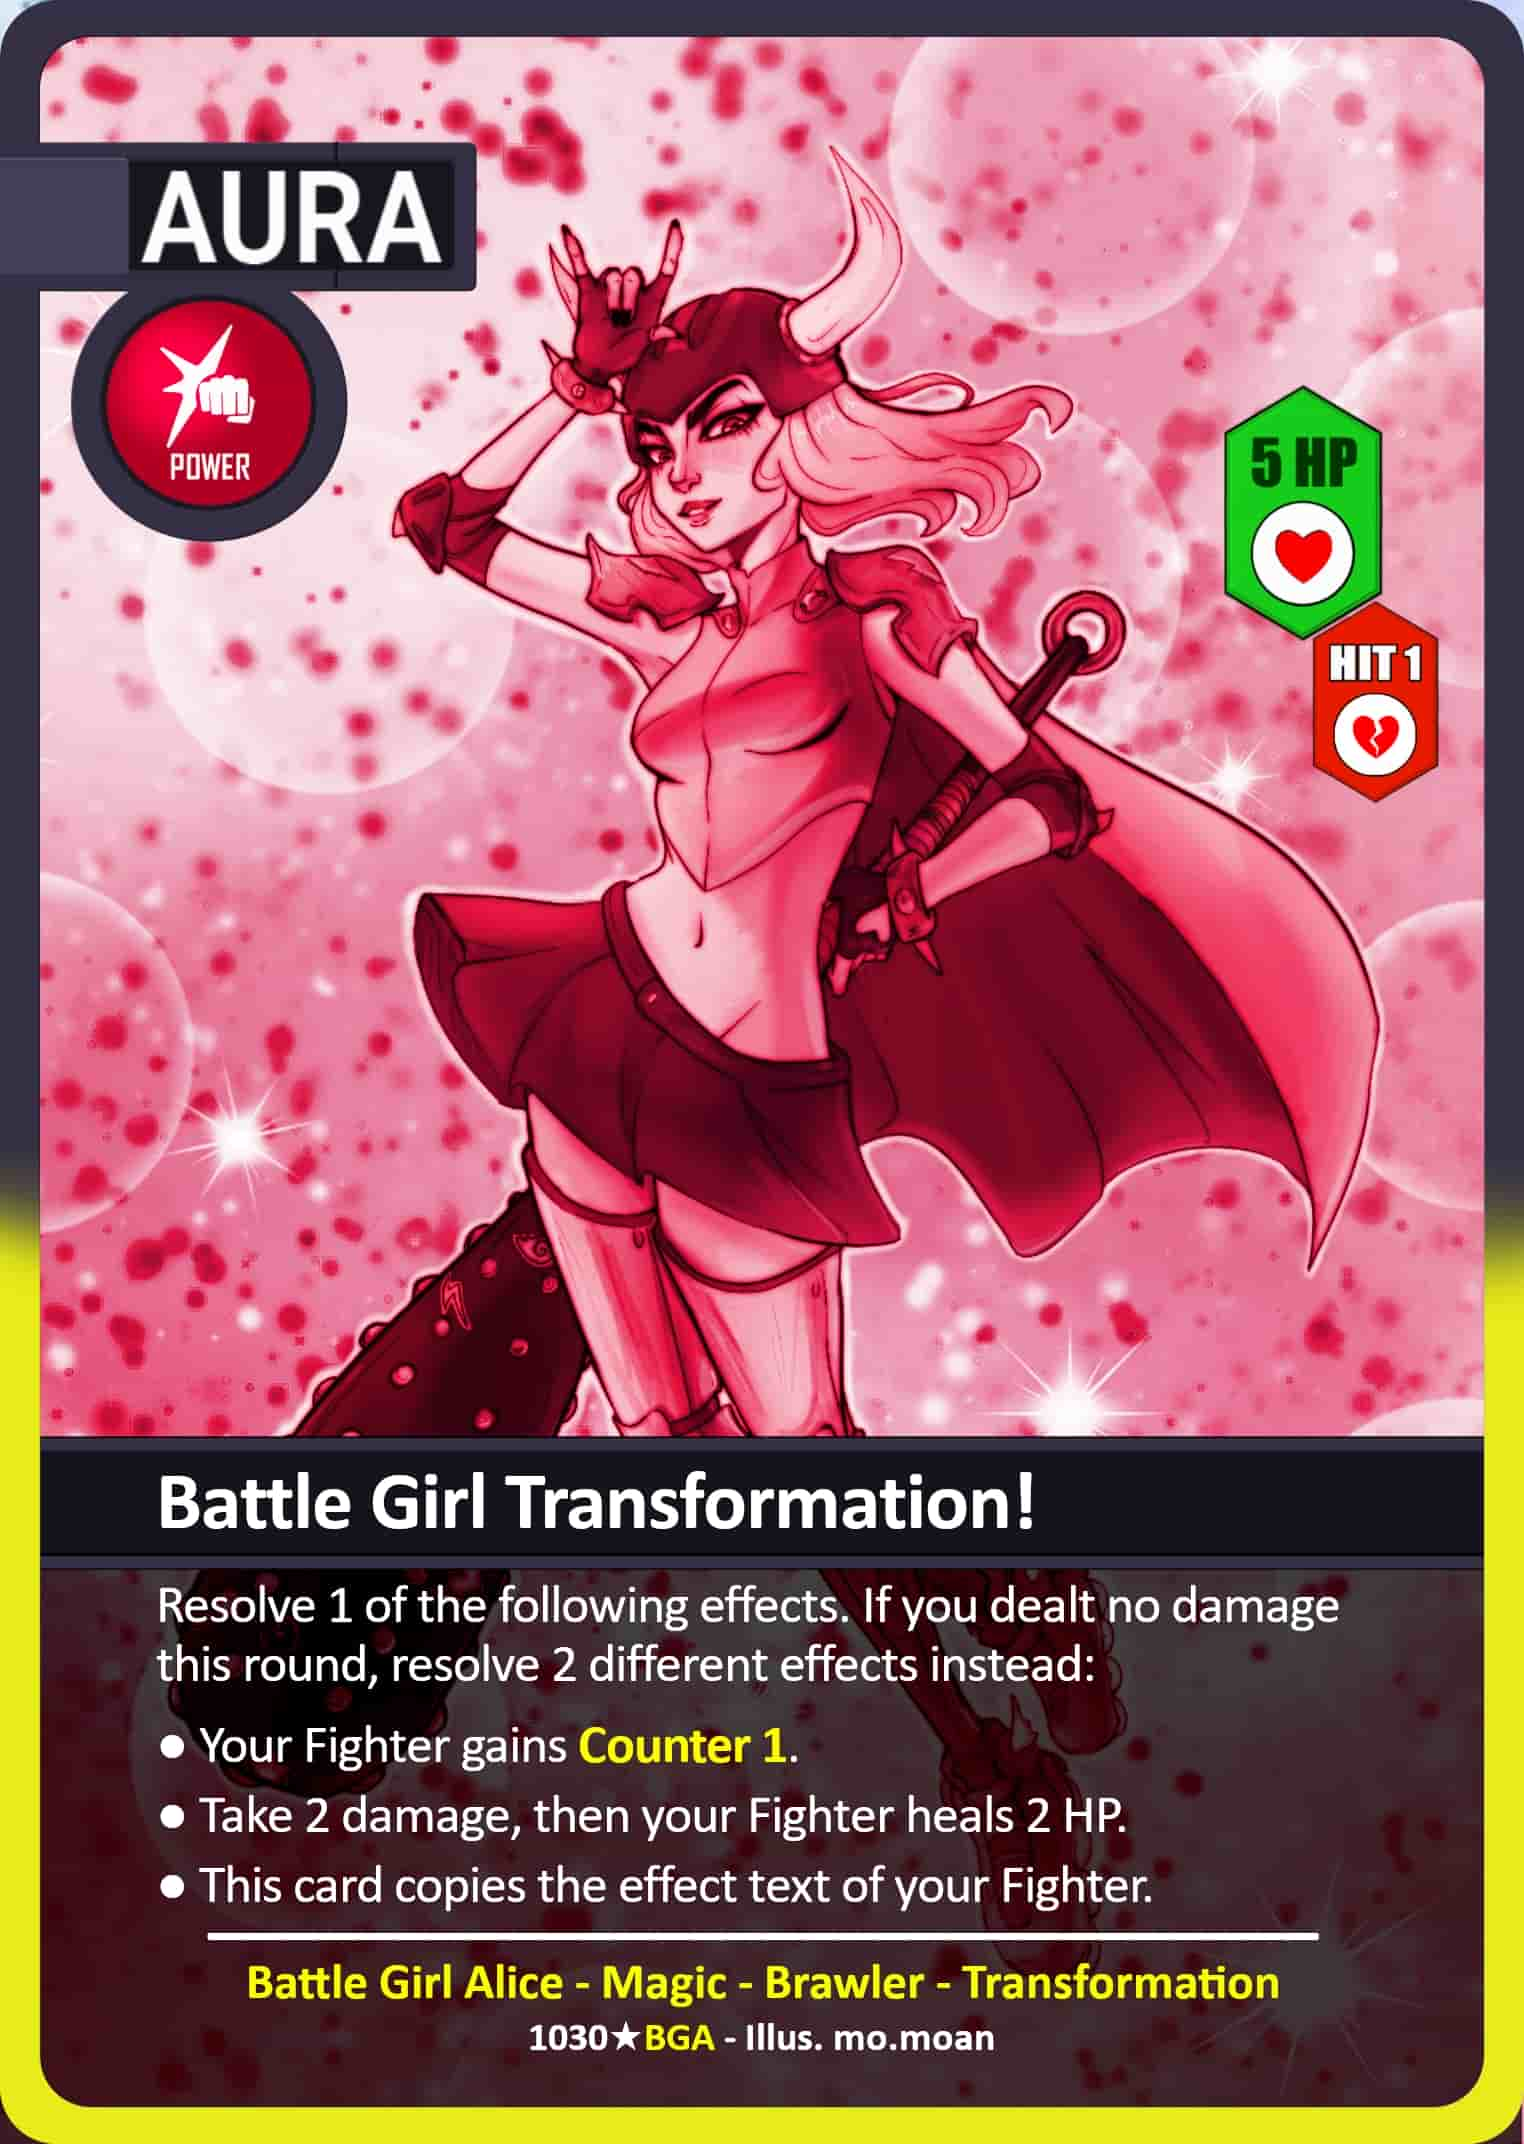 AURA
POWER
5 HP
HIT 1
Battle Girl Transformation!
Resolve 1 of the following effects. If you dealt no damage
this round, resolve 2 different effects instead:
● Your Fighter gains Counter 1.
● Take 2 damage, then your Fighter heals 2 HP.
● This card copies the effect text of your Fighter.
Battle Girl Alice - Magic - Brawler - Transformation
1030★BGA - Illus. mo.moan